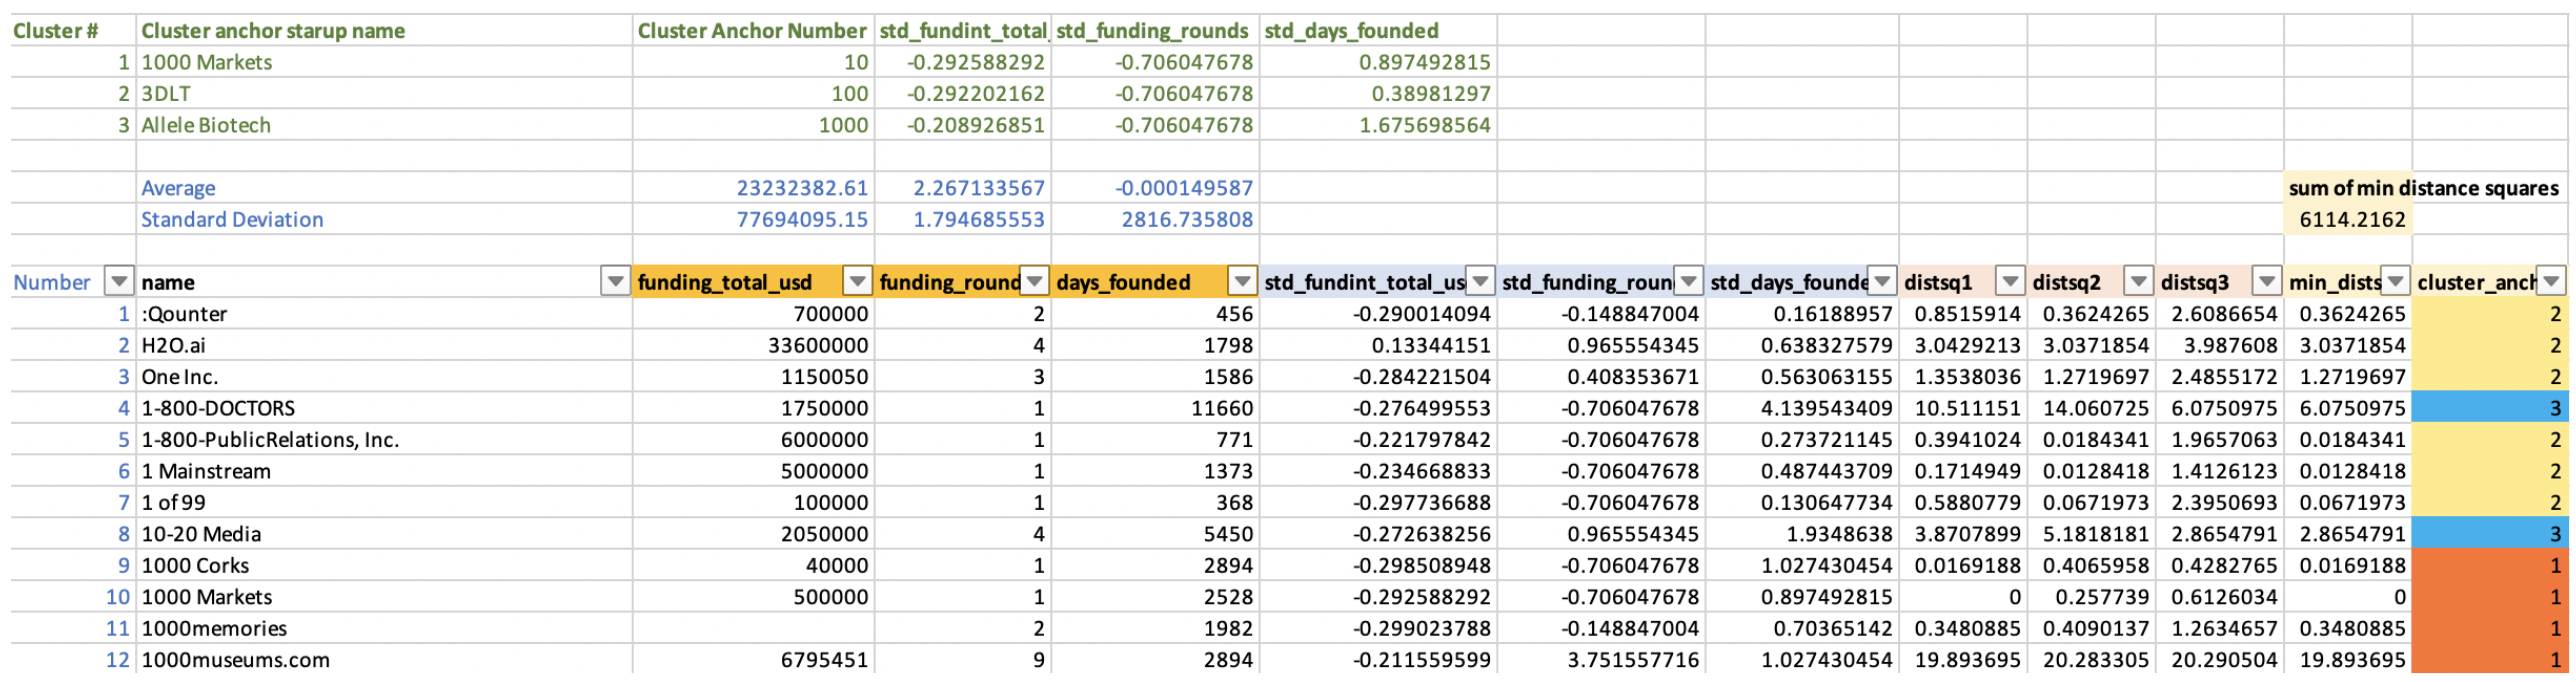 Cluster # Cluster anchor starup name Cluster Anchor Number std_fundint_total_ std_funding_rounds std_days_founded
1 1000 Markets 10 -0.292588292 -0.706047678 0.897492815
2 3DLT 100 -0.292202162 -0.706047678 0.38981297
3 Allele Biotech 1000 -0.208926851 -0.706047678 1.675698564
Average 23232382.61 2.267133567 -0.000149587 sum of min distance squares
Standard Deviation 77694095.15 1.794685553 2816.735808 6114.2162
Number name funding_total_usd funding_round days_founded std_fundint_total_us std_funding_roun std_days_founde distsq1 distsq2 distsq3 min_dists cluster_anch
1 :Qounter 700000 2 456 -0.290014094 -0.148847004 0.16188957 0.8515914 0.3624265 2.6086654 0.3624265 2
2 H2O.ai 33600000 4 1798 0.13344151 0.965554345 0.638327579 3.0429213 3.0371854 3.987608 3.0371854 2
3 One Inc. 1150050 3 1586 -0.284221504 0.408353671 0.563063155 1.3538036 1.2719697 2.4855172 1.2719697 2
4 1-800-DOCTORS 1750000 1 11660 -0.276499553 -0.706047678 4.139543409 10.511151 14.060725 6.0750975 6.0750975 3
5 1-800-PublicRelations, Inc. 6000000 1 771 -0.221797842 -0.706047678 0.273721145 0.3941024 0.0184341 1.9657063 0.0184341 2
6 1 Mainstream 5000000 1 1373 -0.234668833 -0.706047678 0.487443709 0.1714949 0.0128418 1.4126123 0.0128418 2
7 1 of 99 100000 1 368 -0.297736688 -0.706047678 0.130647734 0.5880779 0.0671973 2.3950693 0.0671973 2
8 10-20 Media 2050000 4 5450 -0.272638256 0.965554345 1.9348638 3.8707899 5.1818181 2.8654791 2.8654791 3
9 1000 Corks 40000 1 2894 -0.298508948 -0.706047678 1.027430454 0.0169188 0.4065958 0.4282765 0.0169188 1
10 1000 Markets 500000 1 2528 -0.292588292 -0.706047678 0.897492815 0 0.257739 0.6126034 0 1
11 1000memories 2 1982 -0.299023788 -0.148847004 0.70365142 0.3480885 0.4090137 1.2634657 0.3480885 1
12 1000museums.com 6795451 9 2894 -0.211559599 3.751557716 1.027430454 19.893695 20.283305 20.290504 19.893695 1